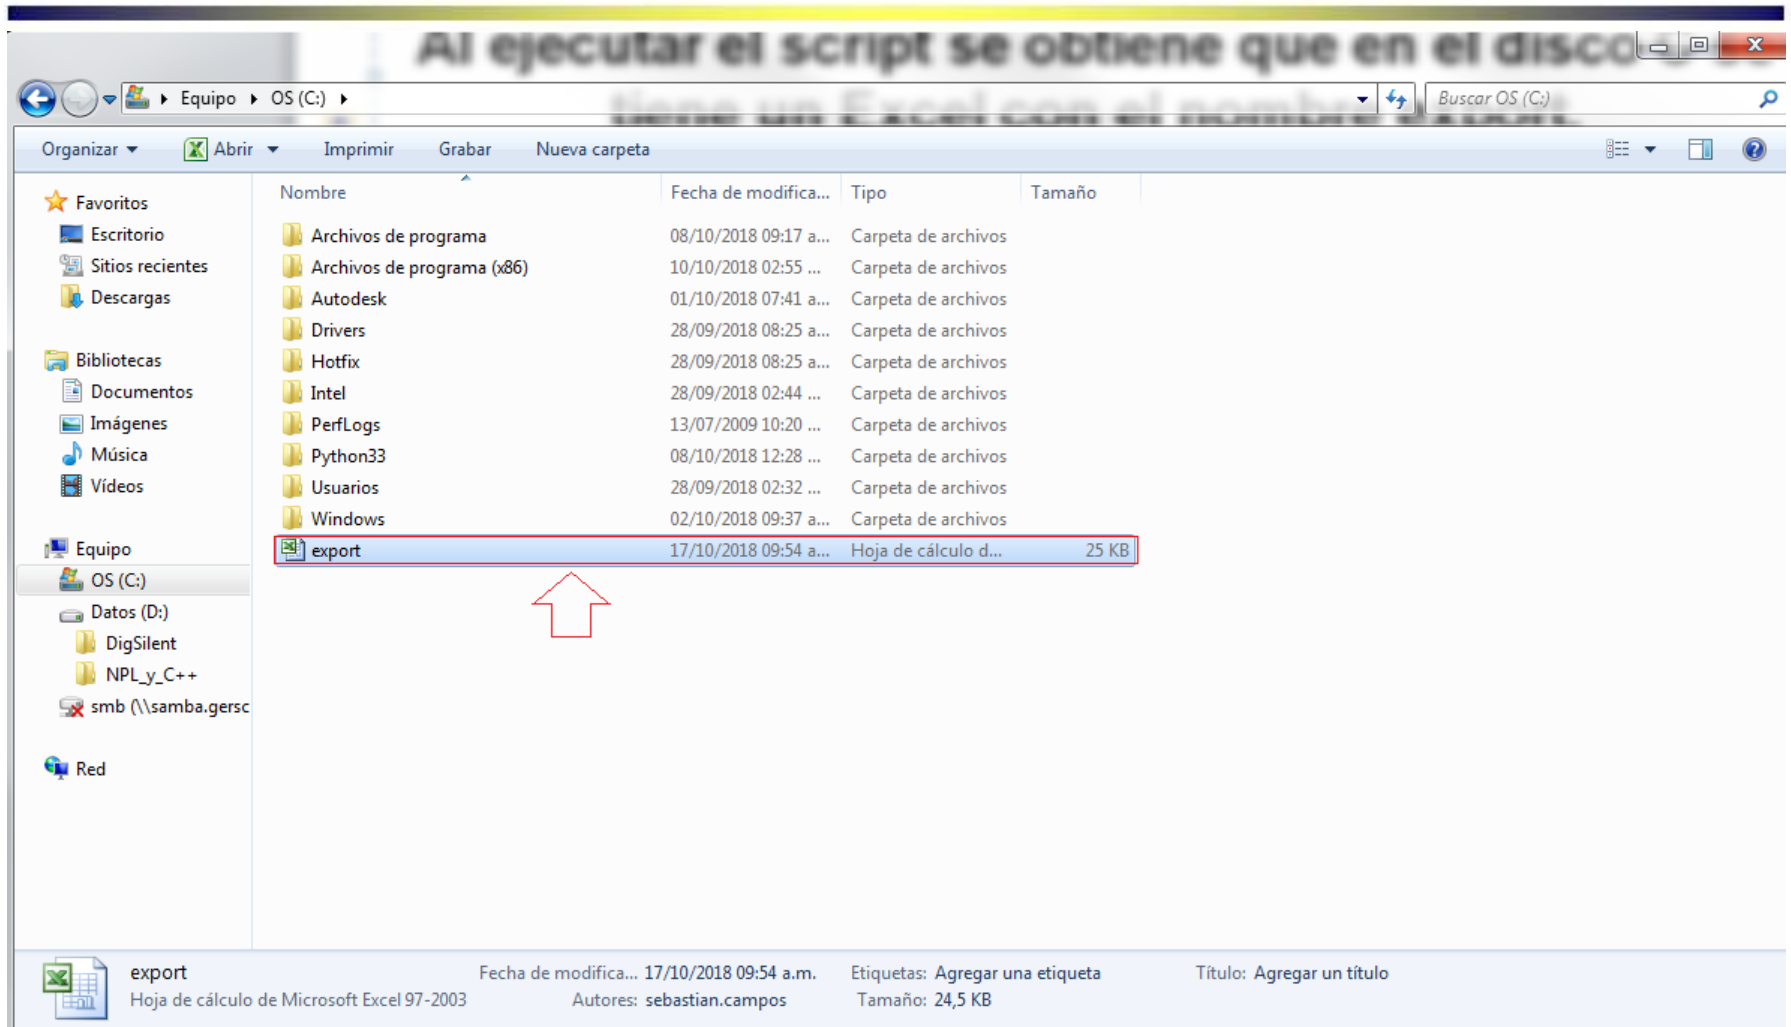 Al ejecutar el script se obtiene que en el disco
tiene un Excel con el nombre export.
Equipo OS (C:)
Buscar OS (C:)
Organizar Abrir Imprimir Grabar Nueva carpeta
Nombre Fecha de modifica... Tipo Tamaño
Favoritos
Escritorio
Sitios recientes
Descargas
Bibliotecas
Documentos
Imágenes
Música
Vídeos
Equipo
OS (C:)
Datos (D:)
DigSilent
NPL_y_C++
smb (\\samba.gersc
Red
Archivos de programa 08/10/2018 09:17 a... Carpeta de archivos
Archivos de programa (x86) 10/10/2018 02:55 ... Carpeta de archivos
Autodesk 01/10/2018 07:41 a... Carpeta de archivos
Drivers 28/09/2018 08:25 a... Carpeta de archivos
Hotfix 28/09/2018 08:25 a... Carpeta de archivos
Intel 28/09/2018 02:44 ... Carpeta de archivos
PerfLogs 13/07/2009 10:20 ... Carpeta de archivos
Python33 08/10/2018 12:28 ... Carpeta de archivos
Usuarios 28/09/2018 02:32 ... Carpeta de archivos
Windows 02/10/2018 09:37 a... Carpeta de archivos
export 17/10/2018 09:54 a... Hoja de cálculo d... 25 KB
export Fecha de modifica... 17/10/2018 09:54 a.m. Etiquetas: Agregar una etiqueta Título: Agregar un título
Hoja de cálculo de Microsoft Excel 97-2003 Autores: sebastian.campos Tamaño: 24,5 KB